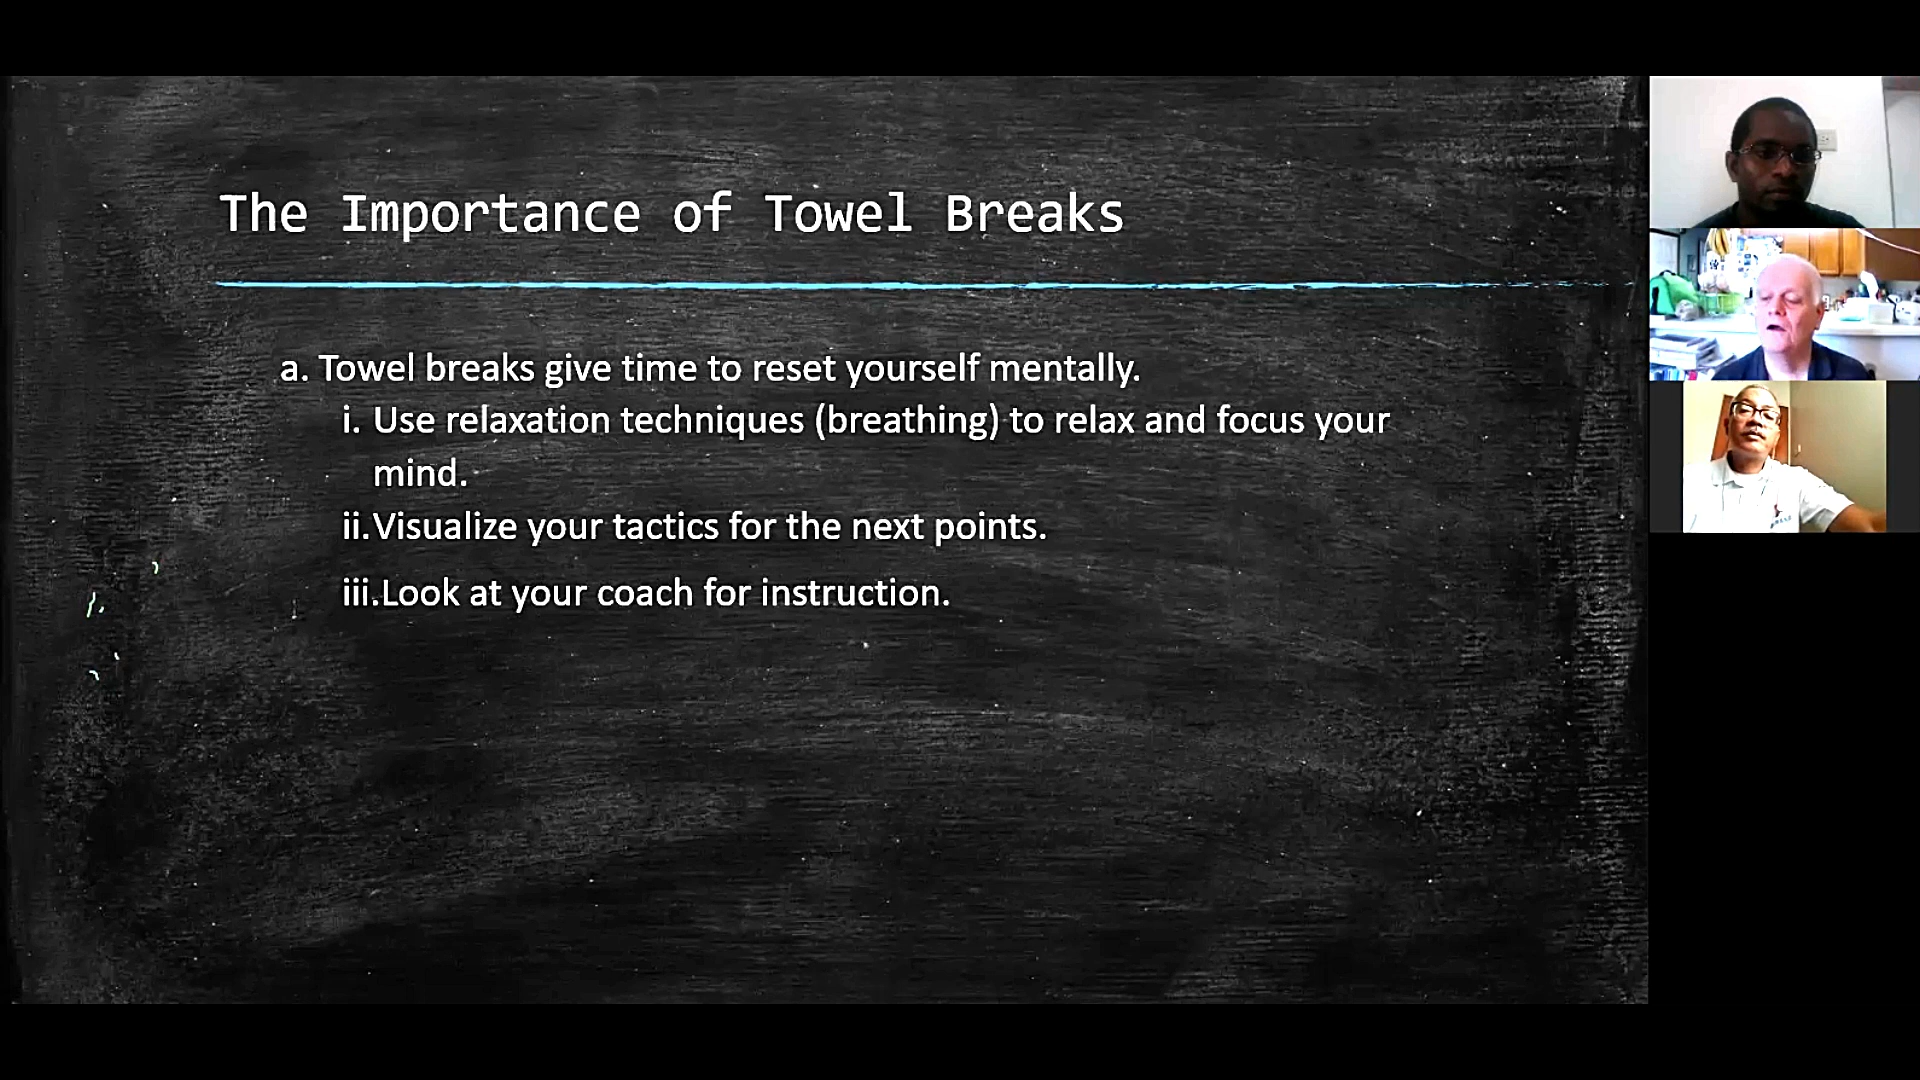 The Importance of Towel Breaks
a. Towel breaks give time to reset yourself mentally.
i. Use relaxation techniques (breathing) to relax and focus your
mind.
ii.Visualize your tactics for the next points.
iii.Look at your coach for instruction.